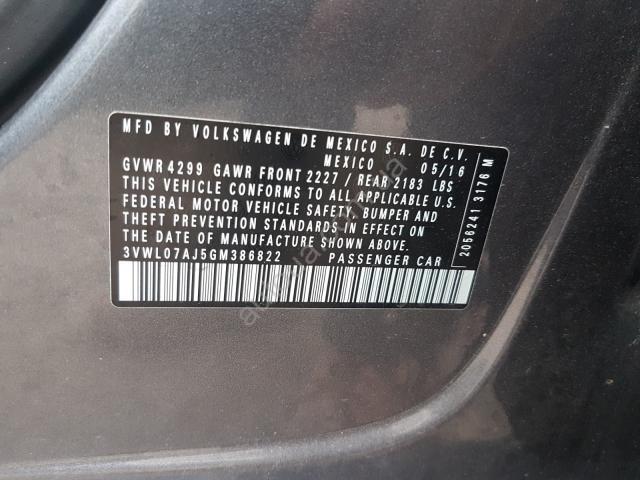 MFD BY VOLKSWAGEN DE MEXICO S.A. DE C.V.
MEXICO 05/16
GVWR 4299 GAWR FRONT 2227 / REAR 2183 LBS
THIS VEHICLE CONFORMS TO ALL APPLICABLE U.S.
FEDERAL MOTOR VEHICLE SAFETY, BUMPER AND
THEFT PREVENTION STANDARDS IN EFFECT ON
THE DATE OF MANUFACTURE SHOWN ABOVE.
3VWL07AJ5GM386822 PASSENGER CAR
2056241 3176 M